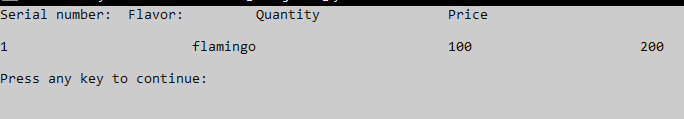 Serial number: Flavor: Quantity Price
1 flamingo 100 200
Press any key to continue: